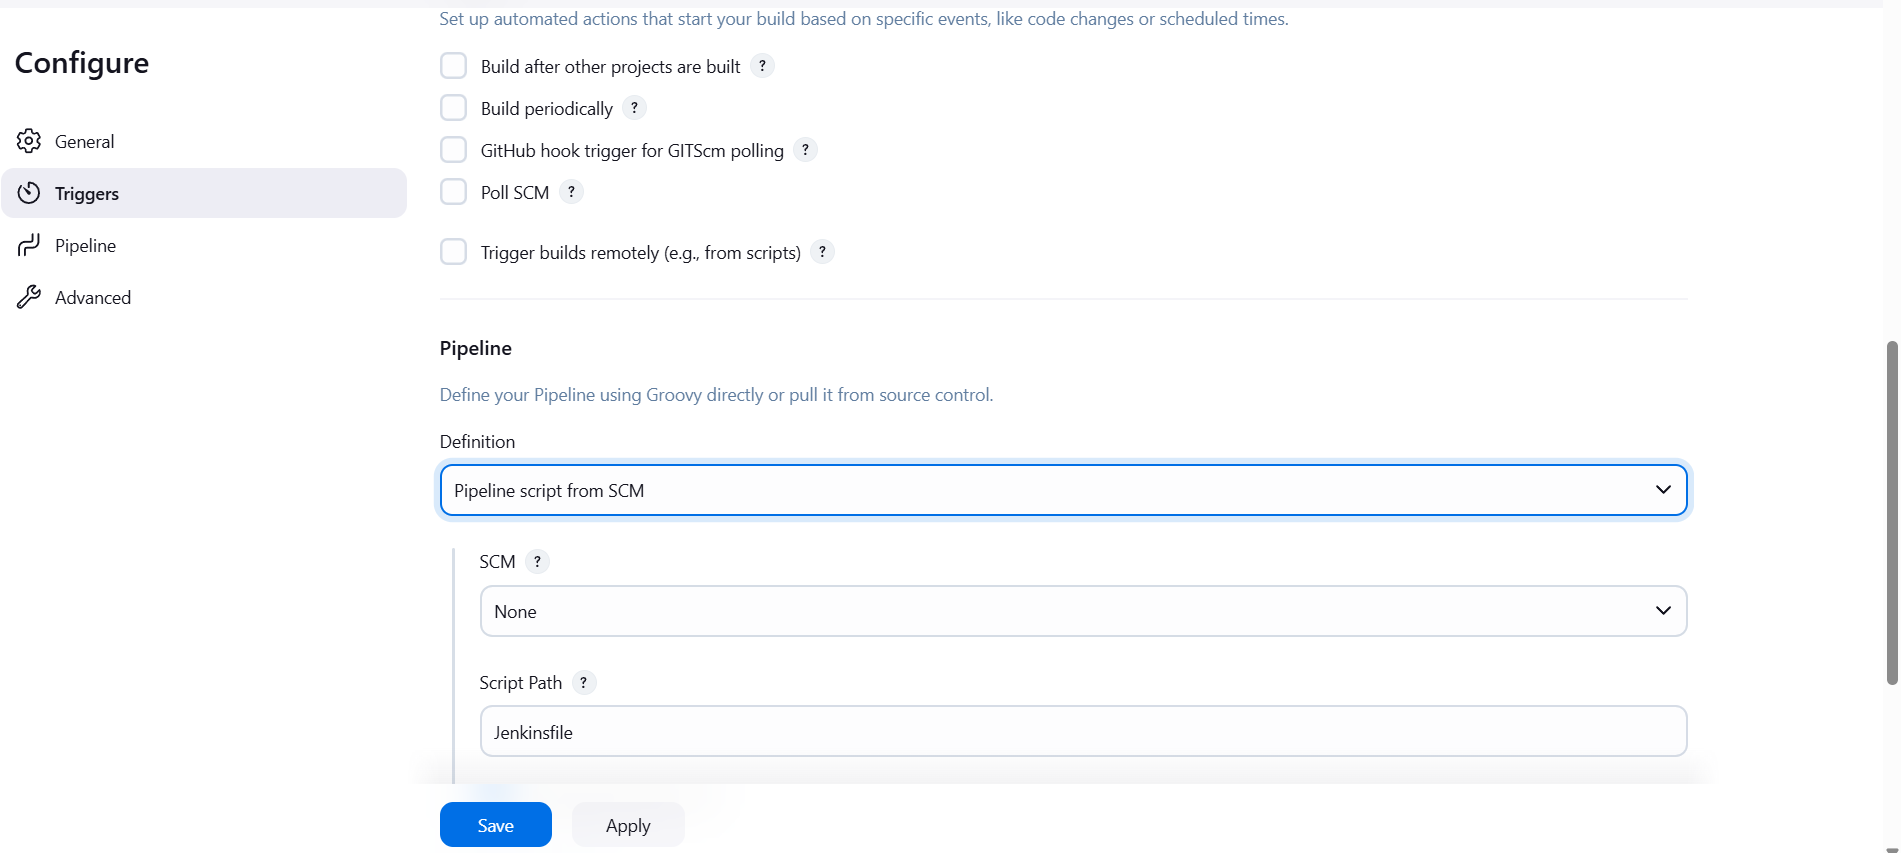 Set up automated actions that start your build based on specific events, like code changes or scheduled times.
Configure
General
Triggers
Pipeline
Advanced
Build after other projects are built ?
Build periodically ?
GitHub hook trigger for GITScm polling ?
Poll SCM ?
Trigger builds remotely (e.g., from scripts) ?
Pipeline
Define your Pipeline using Groovy directly or pull it from source control.
Definition
Pipeline script from SCM
SCM ?
None
Script Path ?
Jenkinsfile
Save
Apply